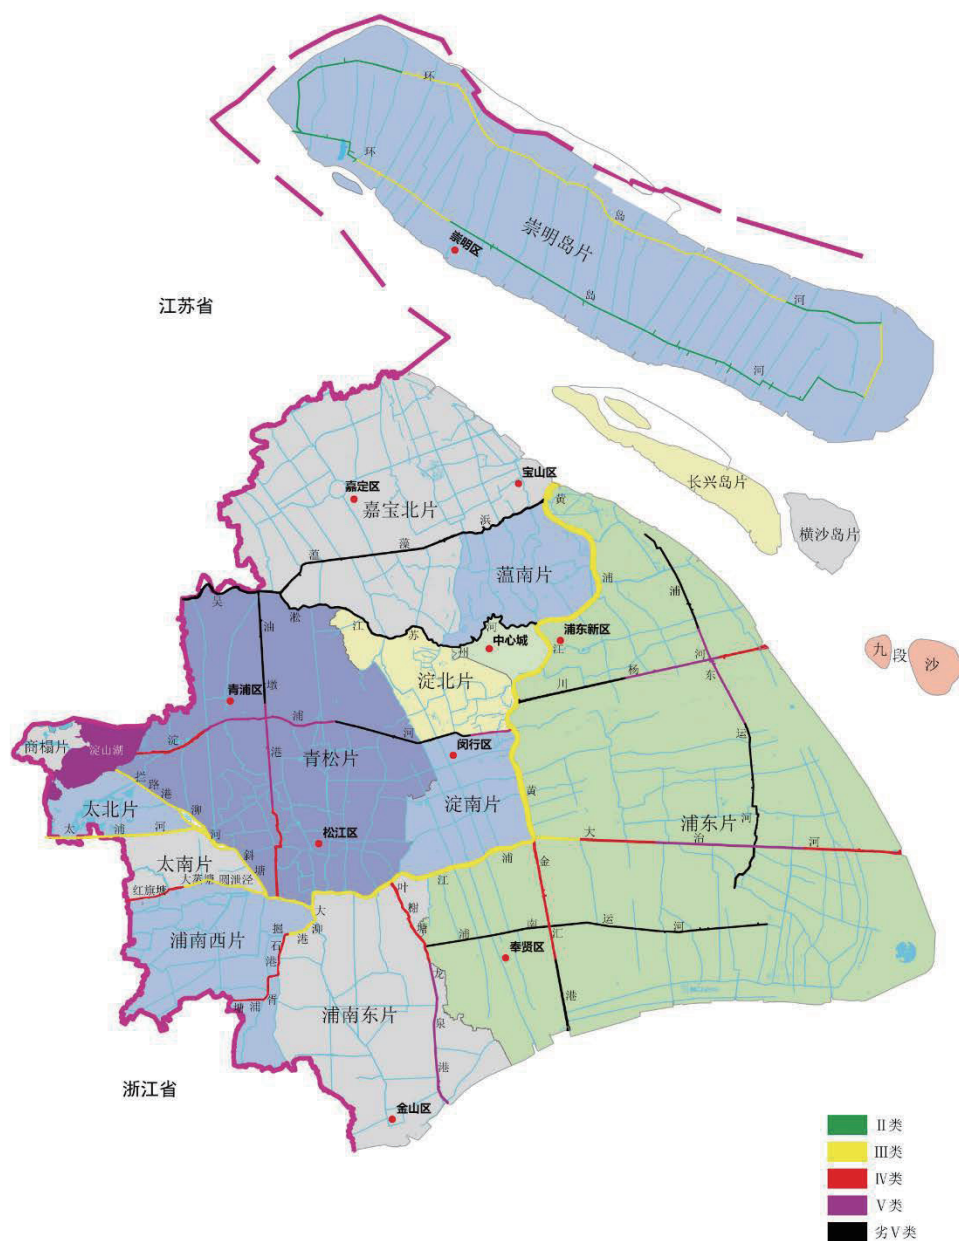 环
环
岛
崇明岛片
崇明区
岛
河
河
江苏省
长兴岛片
横沙岛片
宝山区
嘉定区
嘉宝北片
黄
浜
藻
蕰
蕰南片
浦
浦
吴
淞
江
苏
州
河
油
墩
港
中心城
浦东新区
江
淀北片
川
杨
河
东
九
段
沙
青浦区
淀
浦
河
青松片
闵行区
运
商榻片
淀山湖
拦
路
港
泖
河
太北片
淀南片
黄
太
浦
河
斜
塘
松江区
大
治
河
河
浦东片
太南片
浦
金
江
红旗塘
大蒸塘
圆泄泾
叶
榭
塘
大
泖
港
掘
石
港
浦南西片
浦
南
运
河
汇
港
奉贤区
龙
泉
港
胥
浦
塘
浦南东片
浙江省
金山区
Ⅱ类
Ⅲ类
Ⅳ类
Ⅴ类
劣Ⅴ类